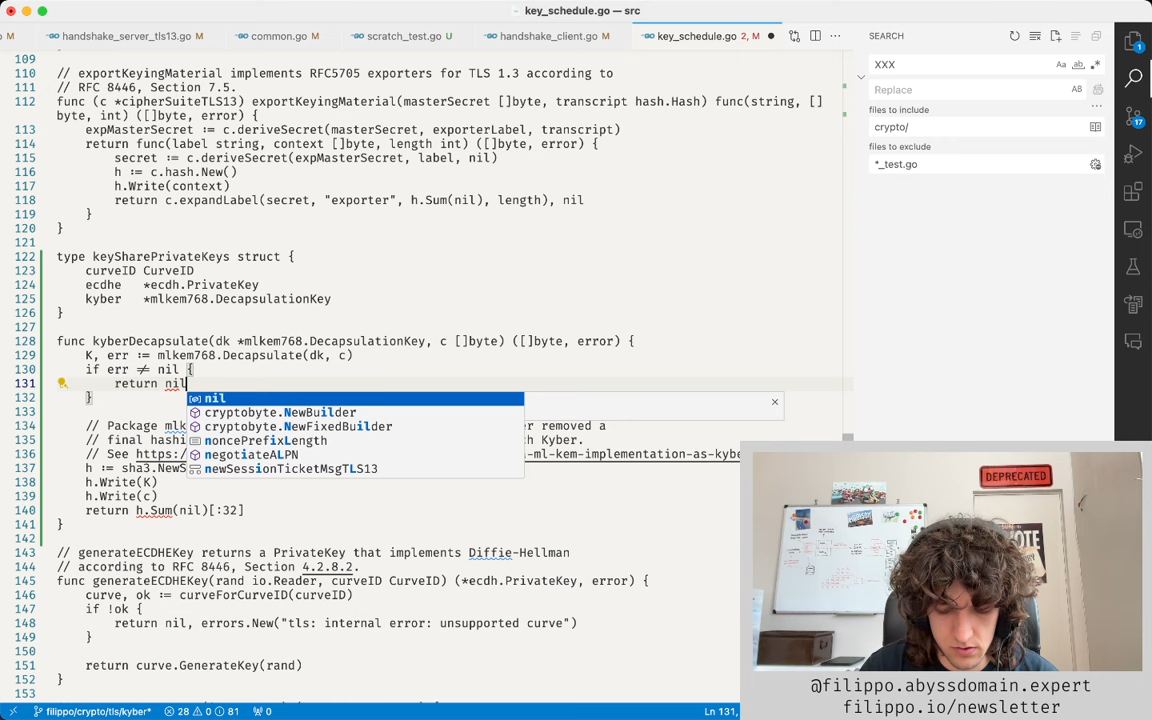 key_schedule.go — src
M
handshake_server_tls13.go M
common.go M
scratch_test.go U
handshake_client.go M
key_schedule.go 2, M
SEARCH
109
110 // exportKeyingMaterial implements RFC5705 exporters for TLS 1.3 according to
111 // RFC 8446, Section 7.5.
112 func (c *cipherSuiteTLS13) exportKeyingMaterial(masterSecret []byte, transcript hash.Hash) func(string, []
byte, int) ([]byte, error) {
113 expMasterSecret := c.deriveSecret(masterSecret, exporterLabel, transcript)
114 return func(label string, context []byte, length int) ([]byte, error) {
115 secret := c.deriveSecret(expMasterSecret, label, nil)
116 h := c.hash.New()
117 h.Write(context)
118 return c.expandLabel(secret, "exporter", h.Sum(nil), length), nil
119 }
120 }
121
122 type keySharePrivateKeys struct {
123 curveID CurveID
124 ecdhe *ecdh.PrivateKey
125 kyber *mlkem768.DecapsulationKey
126 }
127
128 func kyberDecapsulate(dk *mlkem768.DecapsulationKey, c []byte) ([]byte, error) {
129 K, err := mlkem768.Decapsulate(dk, c)
130 if err ≠ nil {
131 return nil
132 }
nil
cryptobyte.NewBuilder
cryptobyte.NewFixedBuilder
noncePrefixLength
negotiateALPN
newSessionTicketMsgTLS13
133
134 // Package mlk er removed a
135 // final hashi h Kyber.
136 // See https:/ -ml-kem-implementation-as-kybe
137 h := sha3.NewS
138 h.Write(K)
139 h.Write(c)
140 return h.Sum(nil)[:32]
141 }
142
143 // generateECDHEKey returns a PrivateKey that implements Diffie-Hellman
144 // according to RFC 8446, Section 4.2.8.2.
145 func generateECDHEKey(rand io.Reader, curveID CurveID) (*ecdh.PrivateKey, error) {
146 curve, ok := curveForCurveID(curveID)
147 if !ok {
148 return nil, errors.New("tls: internal error: unsupported curve")
149 }
150
151 return curve.GenerateKey(rand)
152 }
153
XXX
Aa
ab
Replace
AB
files to include
crypto/
files to exclude
*_test.go
1
17
DEPRECATED
VOTE
@filippo.abyssdomain.expert
filippo.io/newsletter
filippo/crypto/tls/kyber* 28 0 81 0 Ln 131,